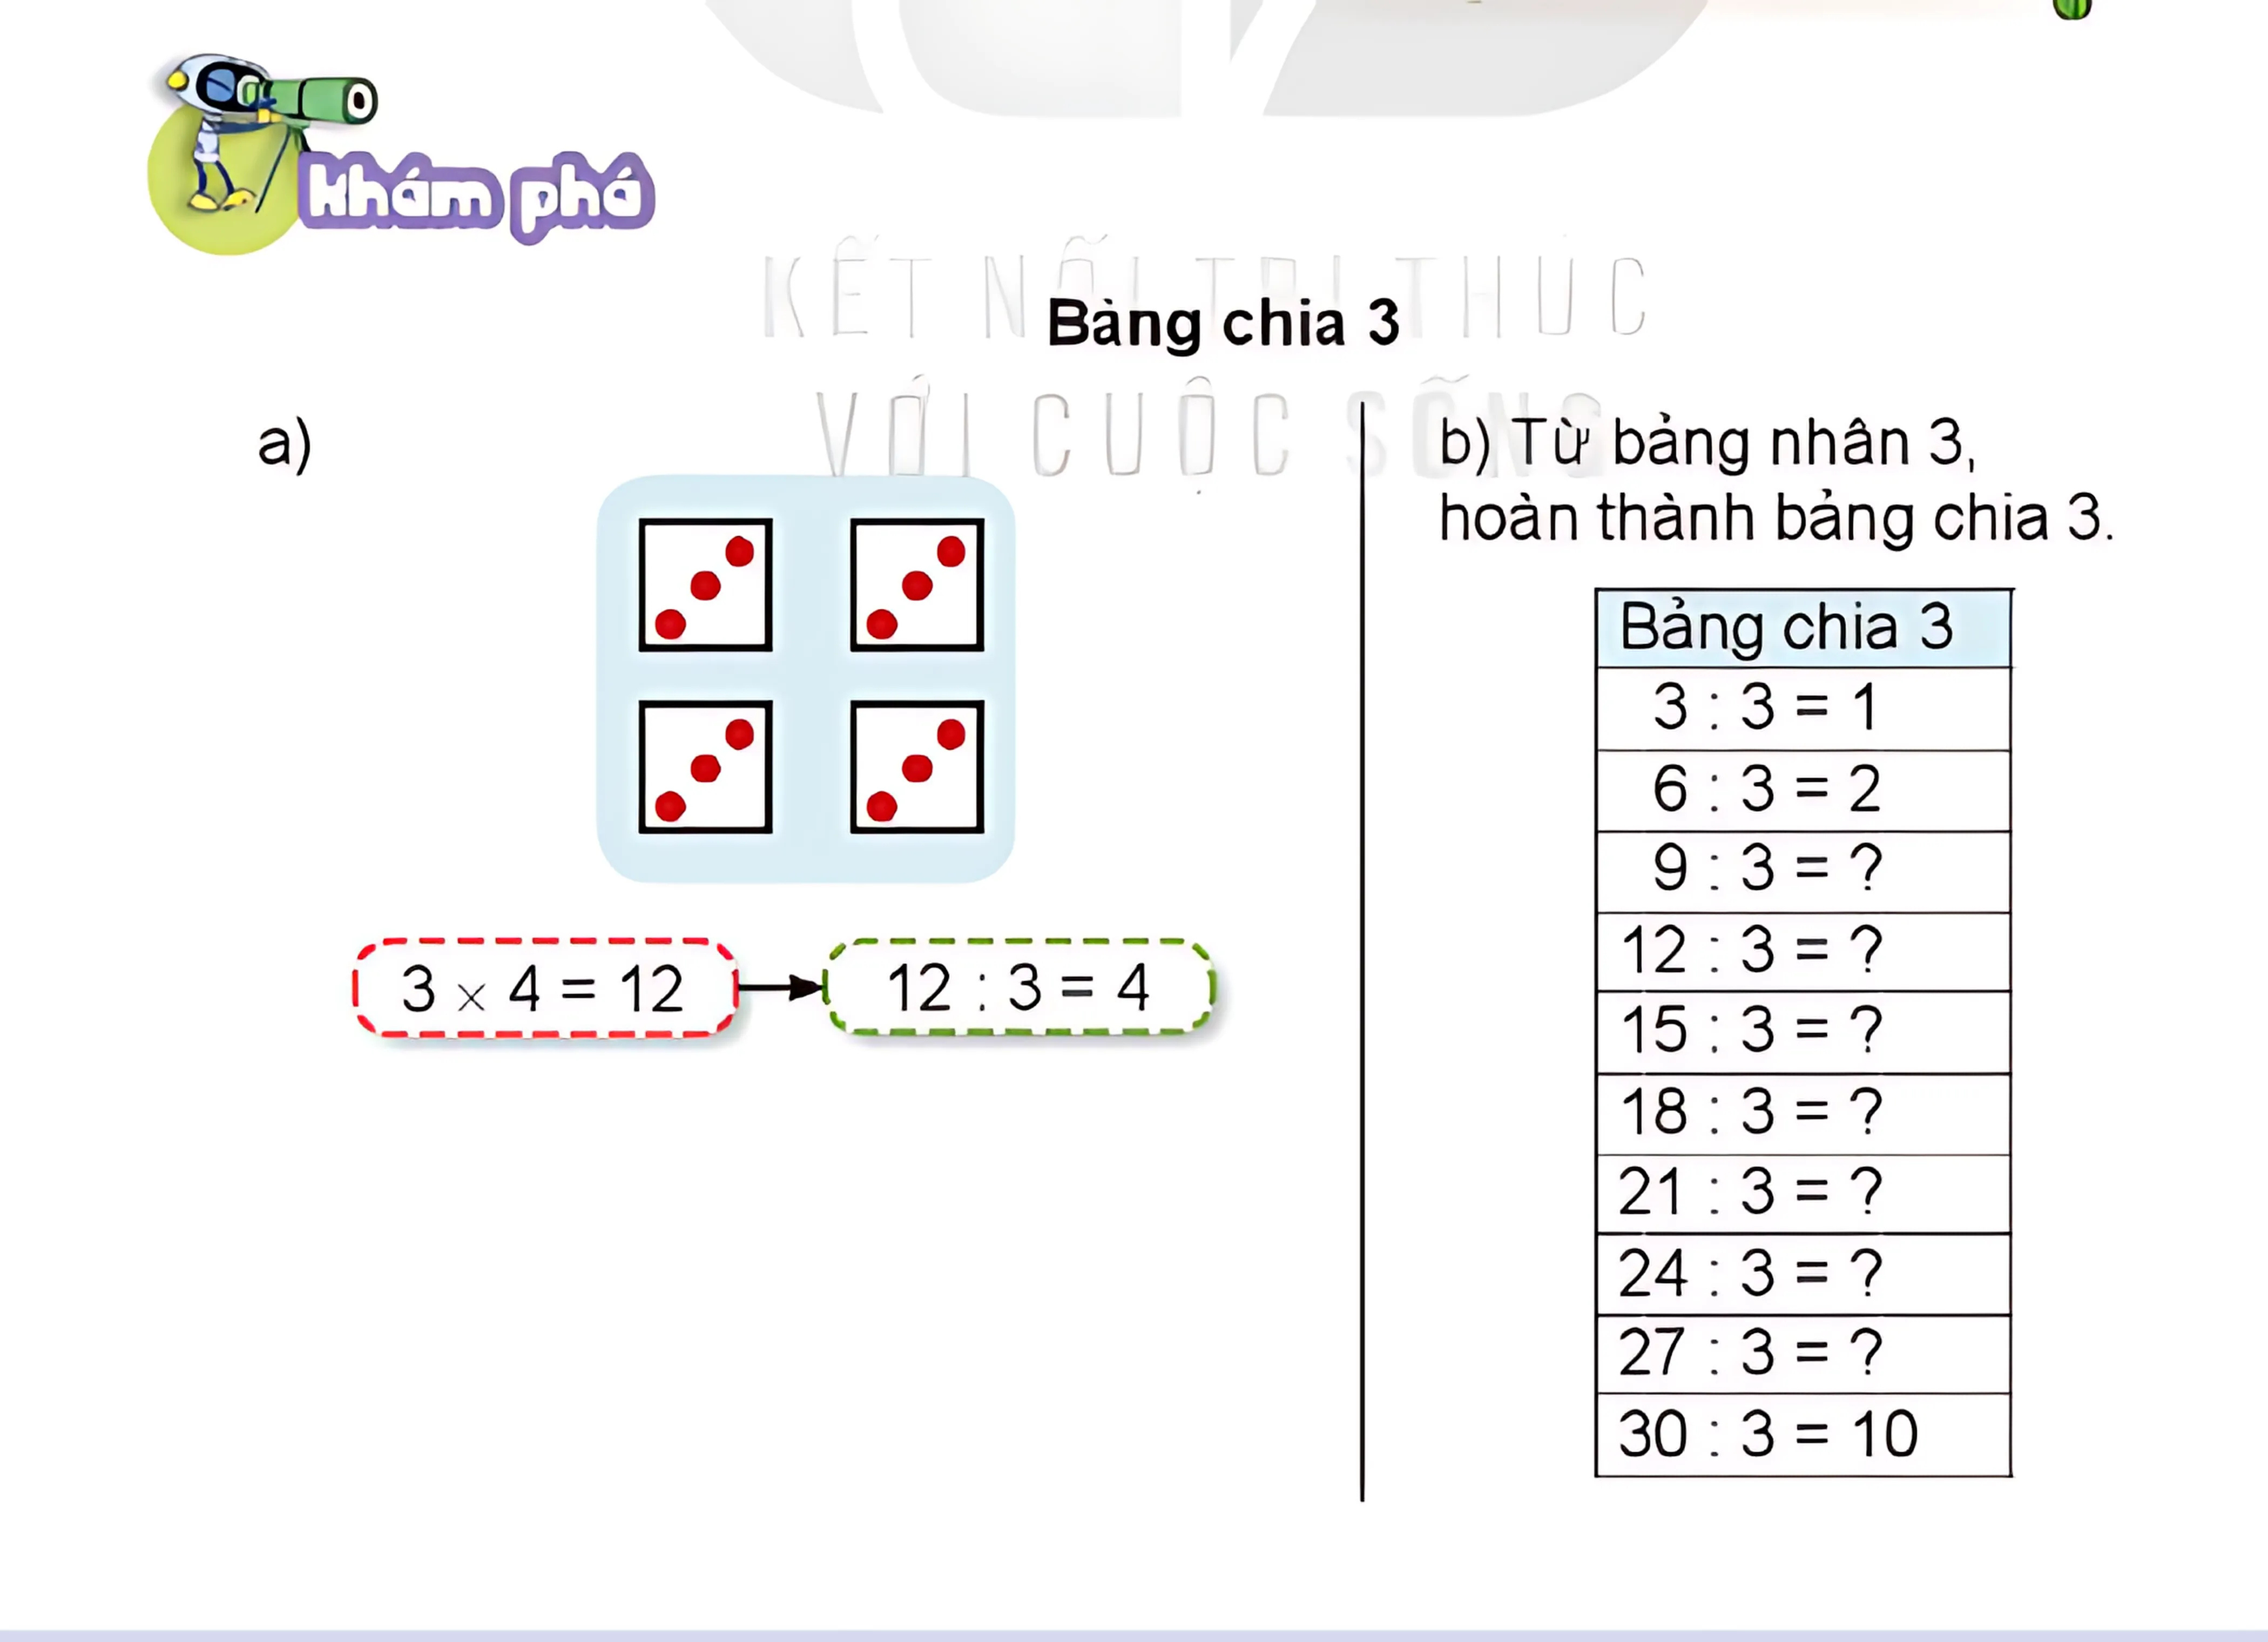 Khám phá
KẾT NỐI TRI THỨC
Bảng chia 3
VỚI CUỘC SỐNG
a)
3 × 4 = 12
12 : 3 = 4
b) Từ bảng nhân 3,
hoàn thành bảng chia 3.
Bảng chia 3
3 : 3 = 1
6 : 3 = 2
9 : 3 = ?
12 : 3 = ?
15 : 3 = ?
18 : 3 = ?
21 : 3 = ?
24 : 3 = ?
27 : 3 = ?
30 : 3 = 10